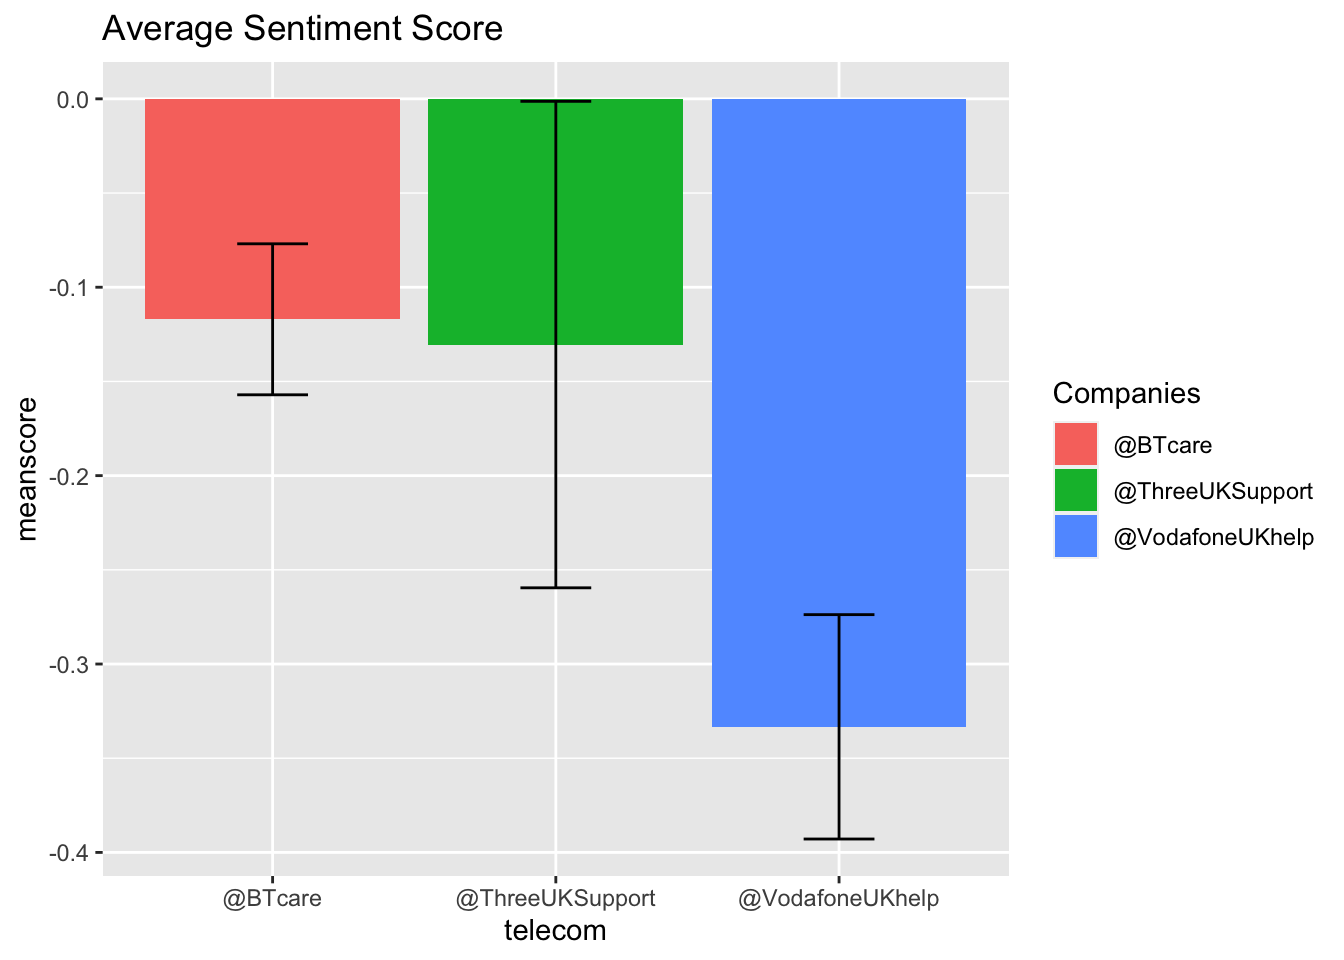 Average Sentiment Score
0.0
-0.1
-0.2
-0.3
-0.4
meanscore
@BTcare
@ThreeUKSupport
@VodafoneUKhelp
telecom
Companies
@BTcare
@ThreeUKSupport
@VodafoneUKhelp